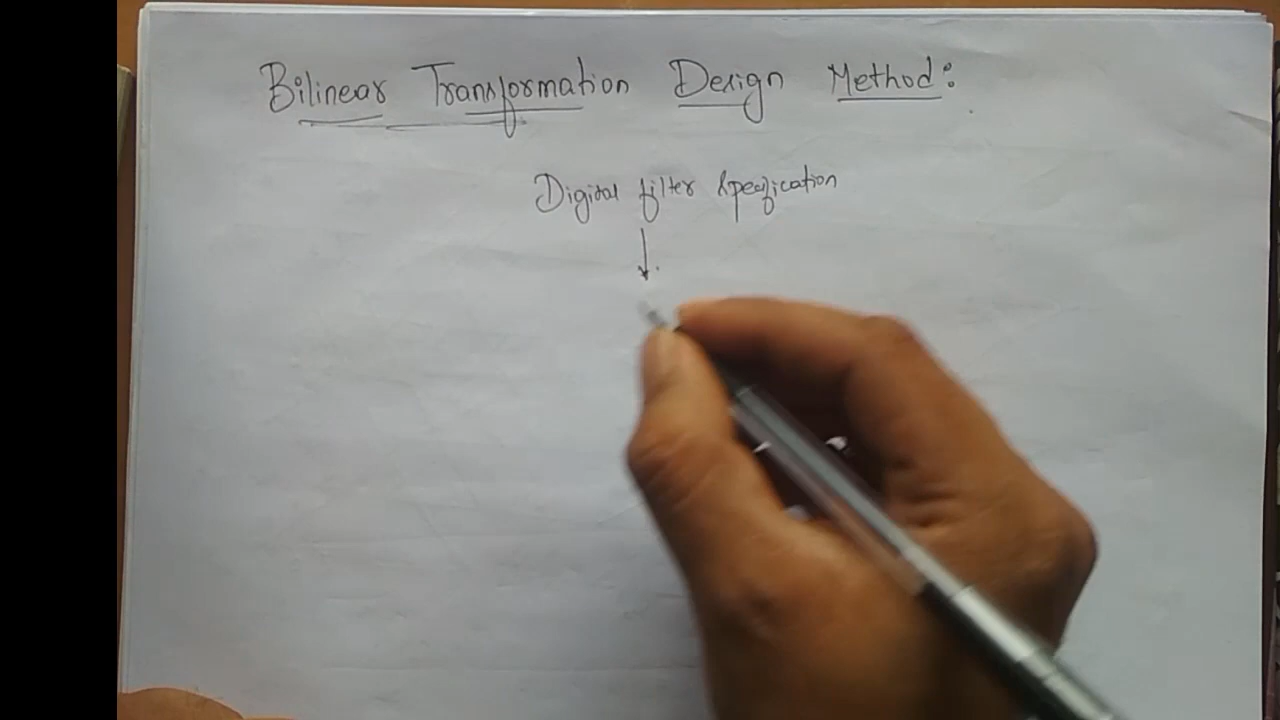 Bilinear Transformation Design Method:
Digital filter specification